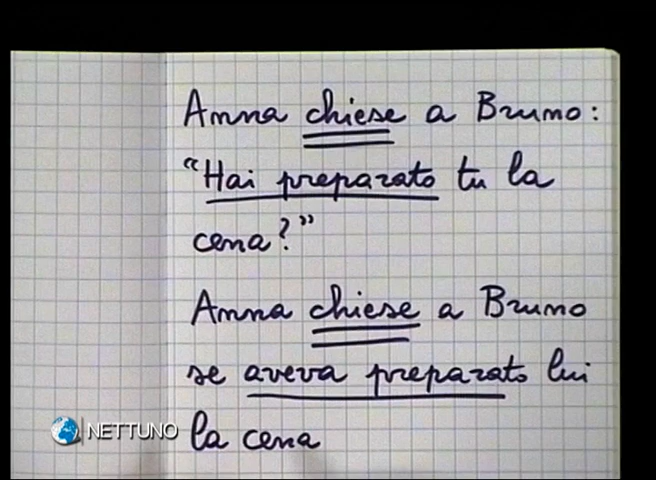 Anna chiese a Bruno:
"Hai preparato tu la
cena?"
Anna chiese a Bruno
se aveva preparato lui
la cena
NETTUNO